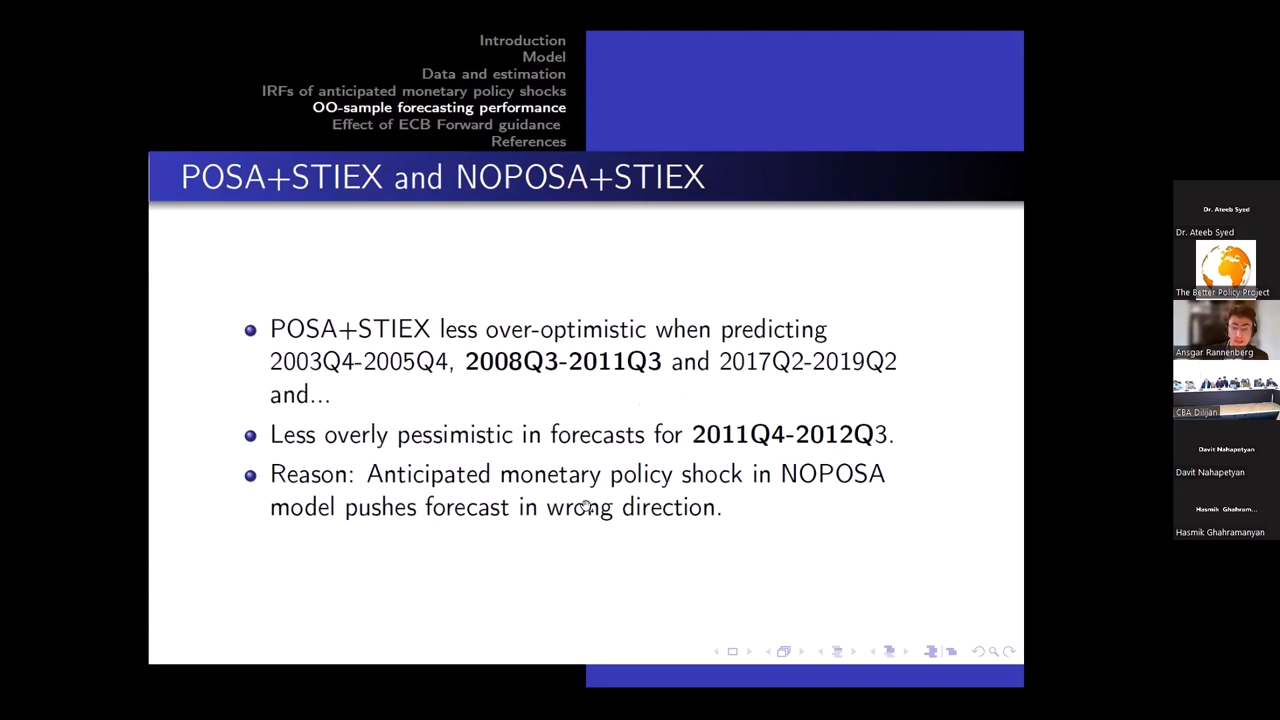 Introduction
Model
Data and estimation
IRFs of anticipated monetary policy shocks
OO-sample forecasting performance
Effect of ECB Forward guidance
References
POSA+STIEX and NOPOSA+STIEX
POSA+STIEX less over-optimistic when predicting
2003Q4-2005Q4, 2008Q3-2011Q3 and 2017Q2-2019Q2
and...
Less overly pessimistic in forecasts for 2011Q4-2012Q3.
Reason: Anticipated monetary policy shock in NOPOSA
model pushes forecast in wrong direction.
Dr. Ateeb Syed
Dr. Ateeb Syed
The Better Policy Project
Ansgar Rannenberg
CBA Dilijan
Davit Nahapetyan
Davit Nahapetyan
Hasmik Ghahram...
Hasmik Ghahramanyan